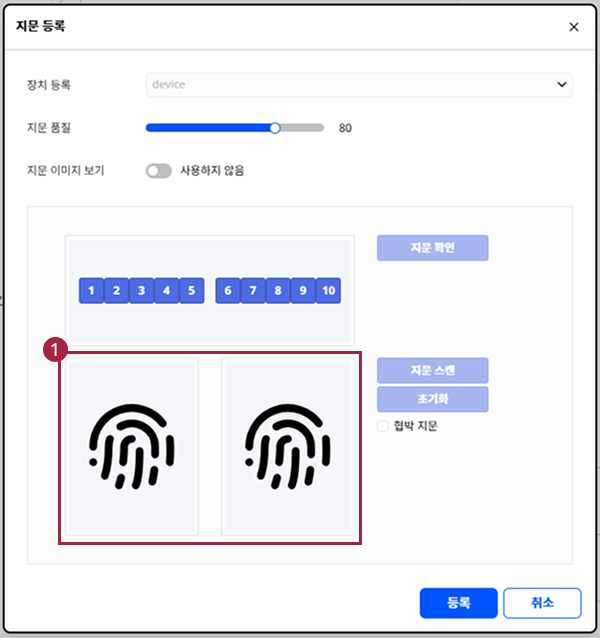 지문 등록
장치 등록 device
지문 품질 80
지문 이미지 보기 사용하지 않음
지문 확인
1 2 3 4 5 6 7 8 9 10
1
지문 스캔
초기화
협박 지문
등록 취소